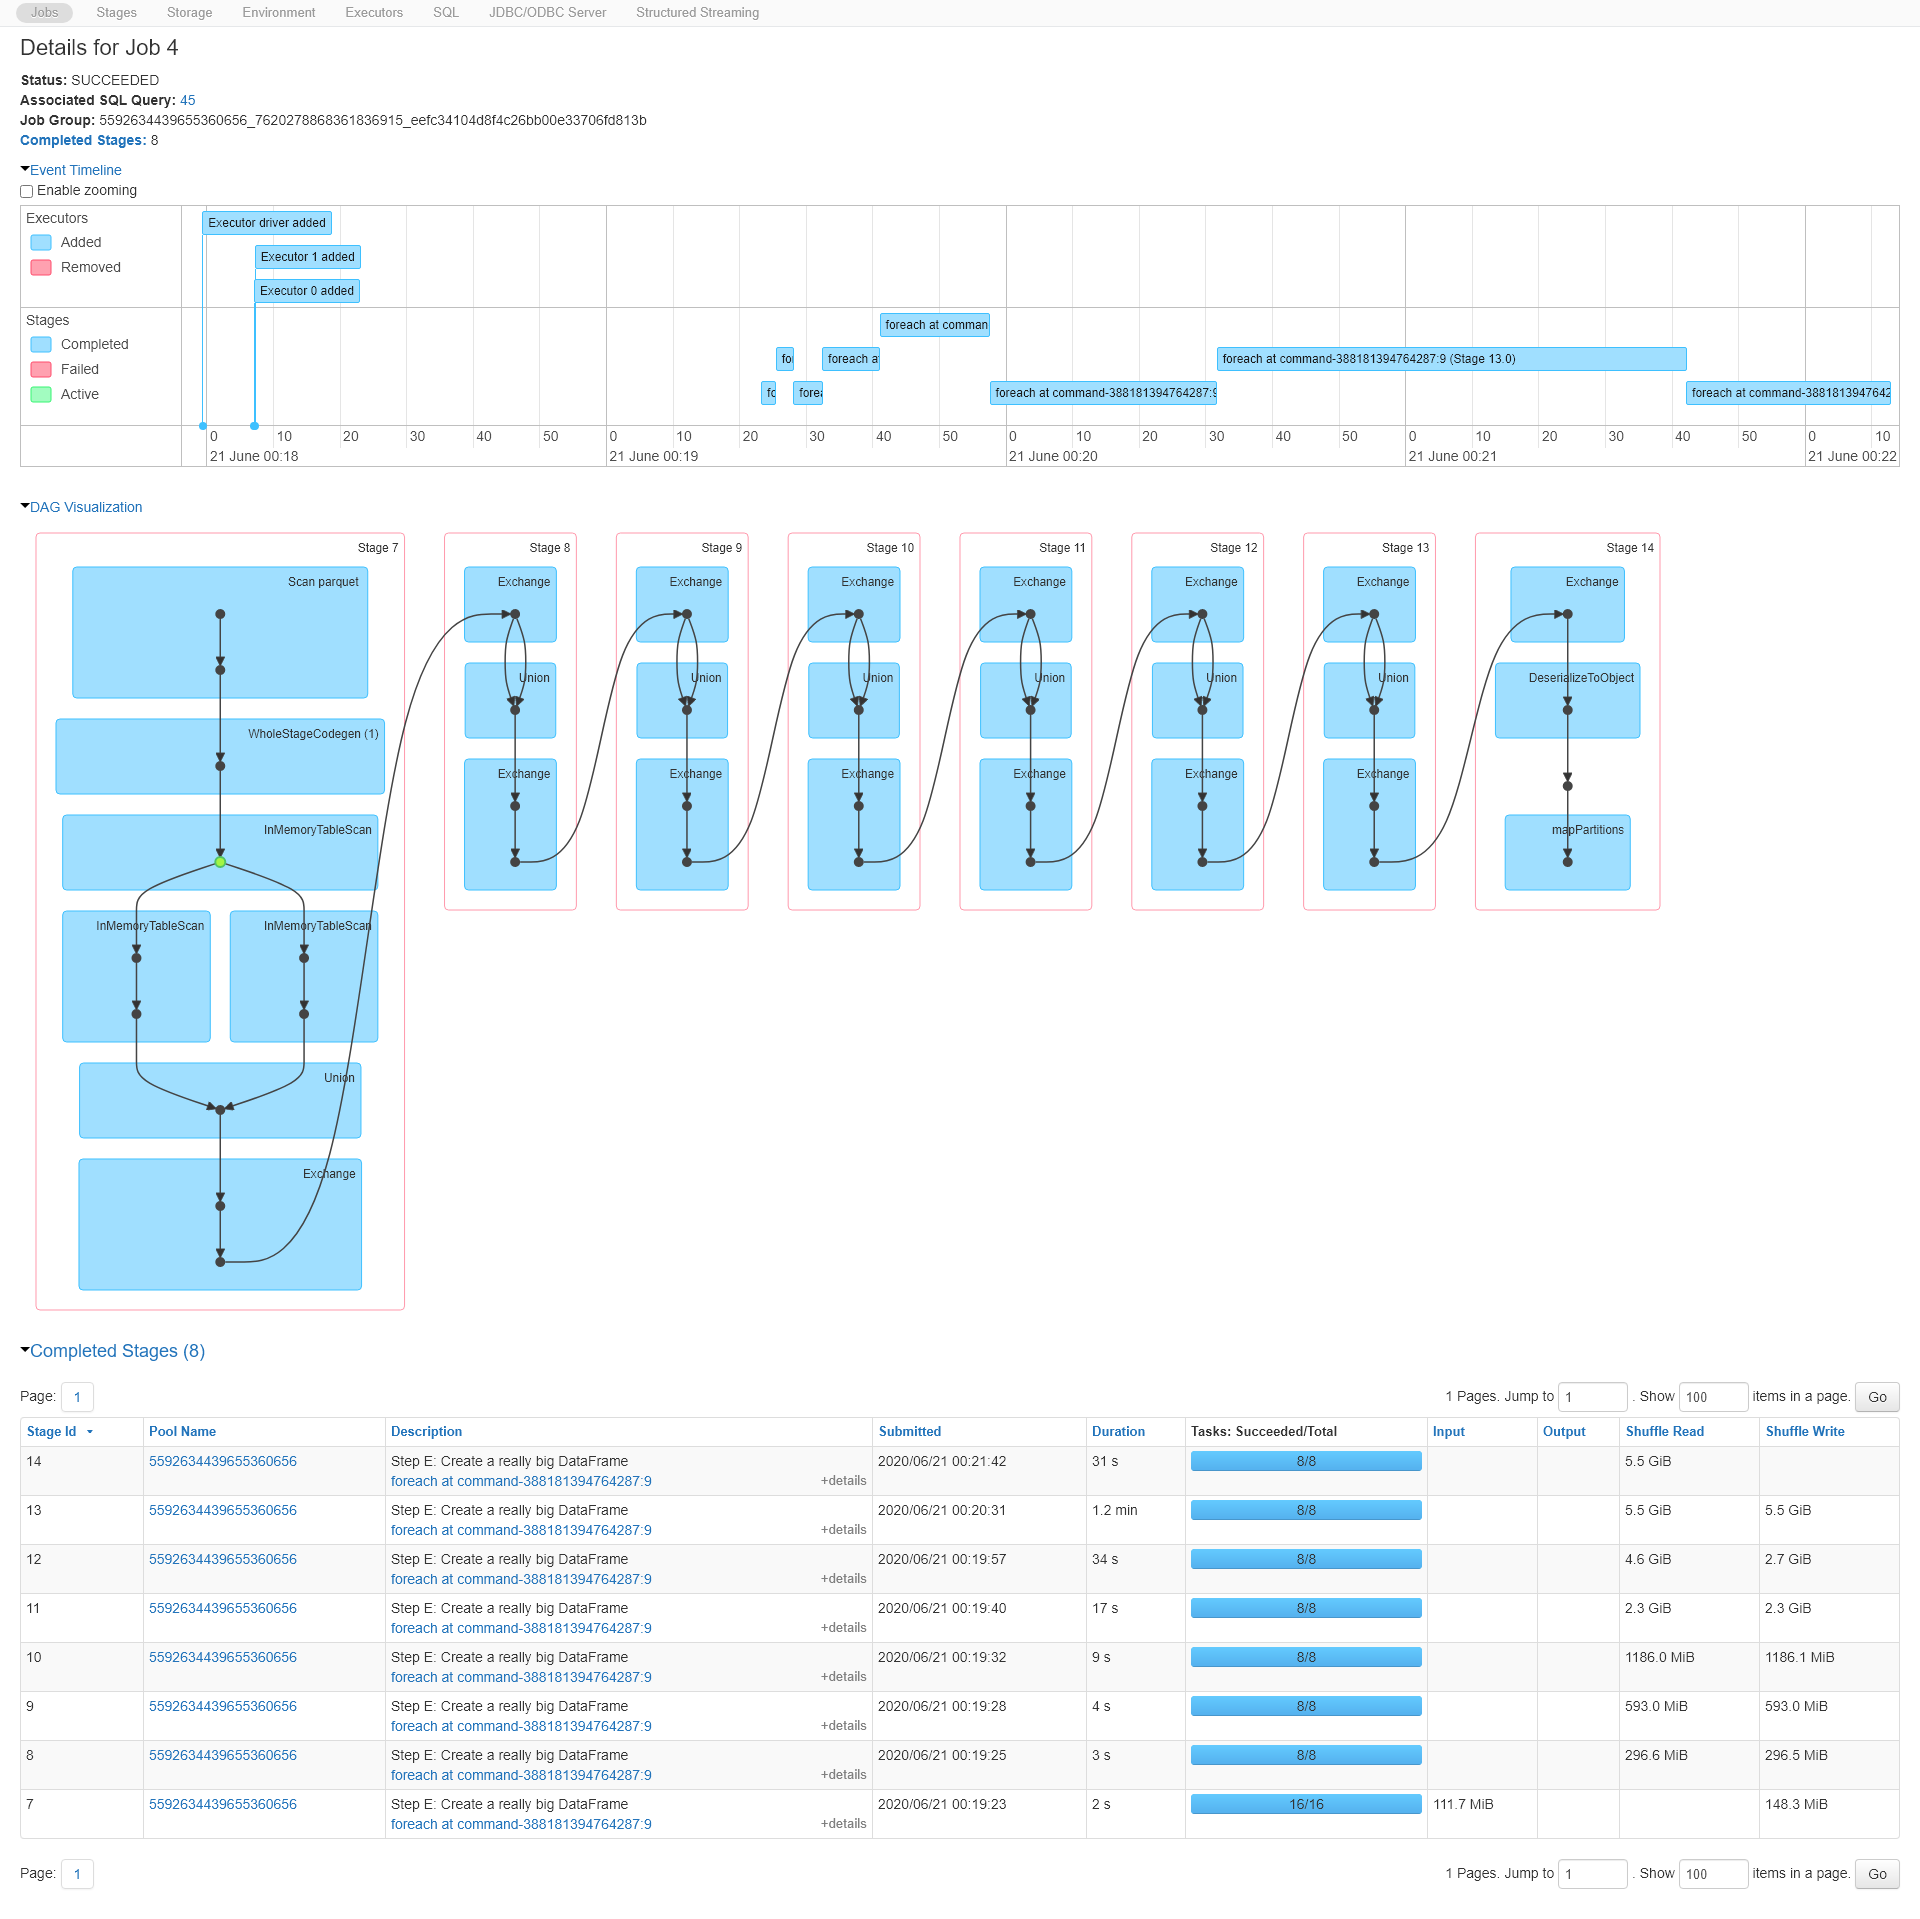 Jobs Stages Storage Environment Executors SQL JDBC/ODBC Server Structured Streaming
Details for Job 4
Status: SUCCEEDED
Associated SQL Query: 45
Job Group: 5592634439655360656_7620278868361836915_eefc34104d8f4c26bb00e33706fd813b
Completed Stages: 8
Event Timeline
Enable zooming
Executors
Added
Removed
Executor driver added
Executor 1 added
Executor 0 added
Stages
Completed
Failed
Active
foreach at comman
for
foreach at
foreach at command-388181394764287:9 (Stage 13.0)
fo
forea
foreach at command-388181394764287:9
foreach at command-3881813947642
0 10 20 30 40 50 0 10 20 30 40 50 0 10 20 30 40 50 0 10 20 30 40 50 0 10
21 June 00:18 21 June 00:19 21 June 00:20 21 June 00:21 21 June 00:22
DAG Visualization
Stage 7
Scan parquet
WholeStageCodegen (1)
InMemoryTableScan
InMemoryTableScan InMemoryTableScan
Union
Exchange
Stage 8
Exchange
Union
Exchange
Stage 9
Exchange
Union
Exchange
Stage 10
Exchange
Union
Exchange
Stage 11
Exchange
Union
Exchange
Stage 12
Exchange
Union
Exchange
Stage 13
Exchange
Union
Exchange
Stage 14
Exchange
DeserializeToObject
mapPartitions
Completed Stages (8)
Page: 1 1 Pages. Jump to 1 . Show 100 items in a page. Go
Stage Id Pool Name Description Submitted Duration Tasks: Succeeded/Total Input Output Shuffle Read Shuffle Write
14 5592634439655360656 Step E: Create a really big DataFrame 2020/06/21 00:21:42 31 s 8/8 5.5 GiB
foreach at command-388181394764287:9 +details
13 5592634439655360656 Step E: Create a really big DataFrame 2020/06/21 00:20:31 1.2 min 8/8 5.5 GiB 5.5 GiB
foreach at command-388181394764287:9 +details
12 5592634439655360656 Step E: Create a really big DataFrame 2020/06/21 00:19:57 34 s 8/8 4.6 GiB 2.7 GiB
foreach at command-388181394764287:9 +details
11 5592634439655360656 Step E: Create a really big DataFrame 2020/06/21 00:19:40 17 s 8/8 2.3 GiB 2.3 GiB
foreach at command-388181394764287:9 +details
10 5592634439655360656 Step E: Create a really big DataFrame 2020/06/21 00:19:32 9 s 8/8 1186.0 MiB 1186.1 MiB
foreach at command-388181394764287:9 +details
9 5592634439655360656 Step E: Create a really big DataFrame 2020/06/21 00:19:28 4 s 8/8 593.0 MiB 593.0 MiB
foreach at command-388181394764287:9 +details
8 5592634439655360656 Step E: Create a really big DataFrame 2020/06/21 00:19:25 3 s 8/8 296.6 MiB 296.5 MiB
foreach at command-388181394764287:9 +details
7 5592634439655360656 Step E: Create a really big DataFrame 2020/06/21 00:19:23 2 s 16/16 111.7 MiB 148.3 MiB
foreach at command-388181394764287:9 +details
Page: 1 1 Pages. Jump to 1 . Show 100 items in a page. Go